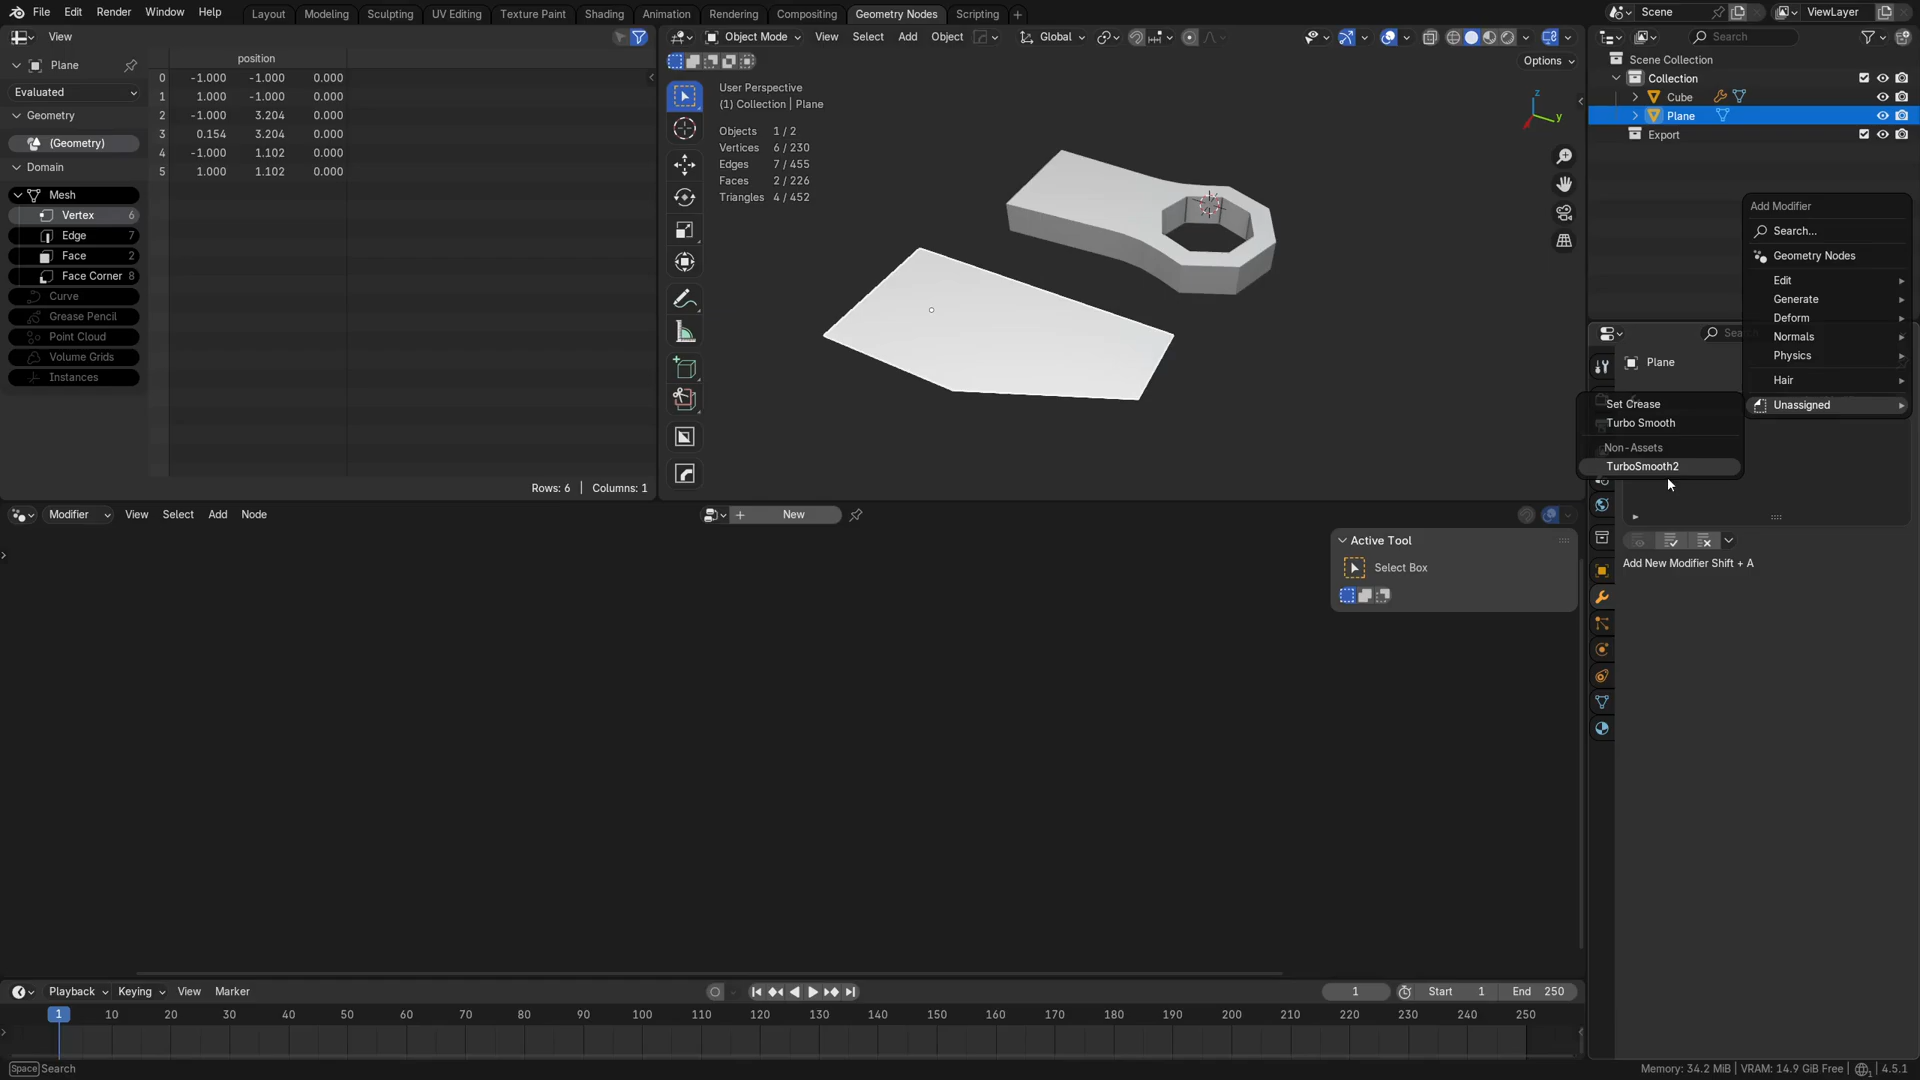 File Edit Render Window Help Layout Modeling Sculpting UV Editing Texture Paint Shading Animation Rendering Compositing Geometry Nodes Scripting + Scene ViewLayer
View
Object Mode View Select Add Object Global
Search
position
Options
Plane
0 -1.000 -1.000 0.000
1 1.000 -1.000 0.000
2 -1.000 3.204 0.000
3 0.154 3.204 0.000
4 -1.000 1.102 0.000
5 1.000 1.102 0.000
Evaluated
Geometry
(Geometry)
Domain
Mesh
Vertex 6
Edge 7
Face 2
Face Corner 8
Curve
Grease Pencil
Point Cloud
Volume Grids
Instances
Rows: 6 | Columns: 1
User Perspective
(1) Collection | Plane
Objects 1 / 2
Vertices 6 / 230
Edges 7 / 455
Faces 2 / 226
Triangles 4 / 452
z
y
Scene Collection
Collection
Cube
Plane
Export
Add Modifier
Search...
Geometry Nodes
Edit
Generate
Deform
Normals
Physics
Hair
Unassigned
Set Crease
Turbo Smooth
Non-Assets
TurboSmooth2
Sea
Plane
Add New Modifier Shift + A
Modifier View Select Add Node
New
Active Tool
Select Box
Playback Keying View Marker
1 Start 1 End 250
1 10 20 30 40 50 60 70 80 90 100 110 120 130 140 150 160 170 180 190 200 210 220 230 240 250
Space Search
Memory: 34.2 MiB | VRAM: 14.9 GiB Free | 1 | 4.5.1